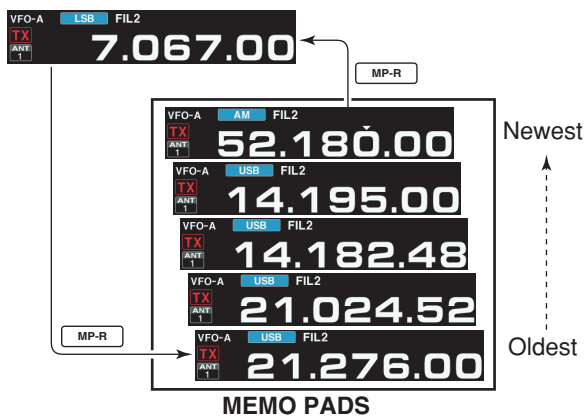 VFO-A LSB FIL2
TX
ANT
1
7.067.00
MP-R
VFO-A AM FIL2
TX
ANT
1
52.180.00
Newest
VFO-A USB FIL2
TX
ANT
1
14.195.00
VFO-A USB FIL2
TX
ANT
1
14.182.48
VFO-A USB FIL2
TX
ANT
1
21.024.52
MP-R
VFO-A USB FIL2
TX
ANT
1
21.276.00
Oldest
MEMO PADS